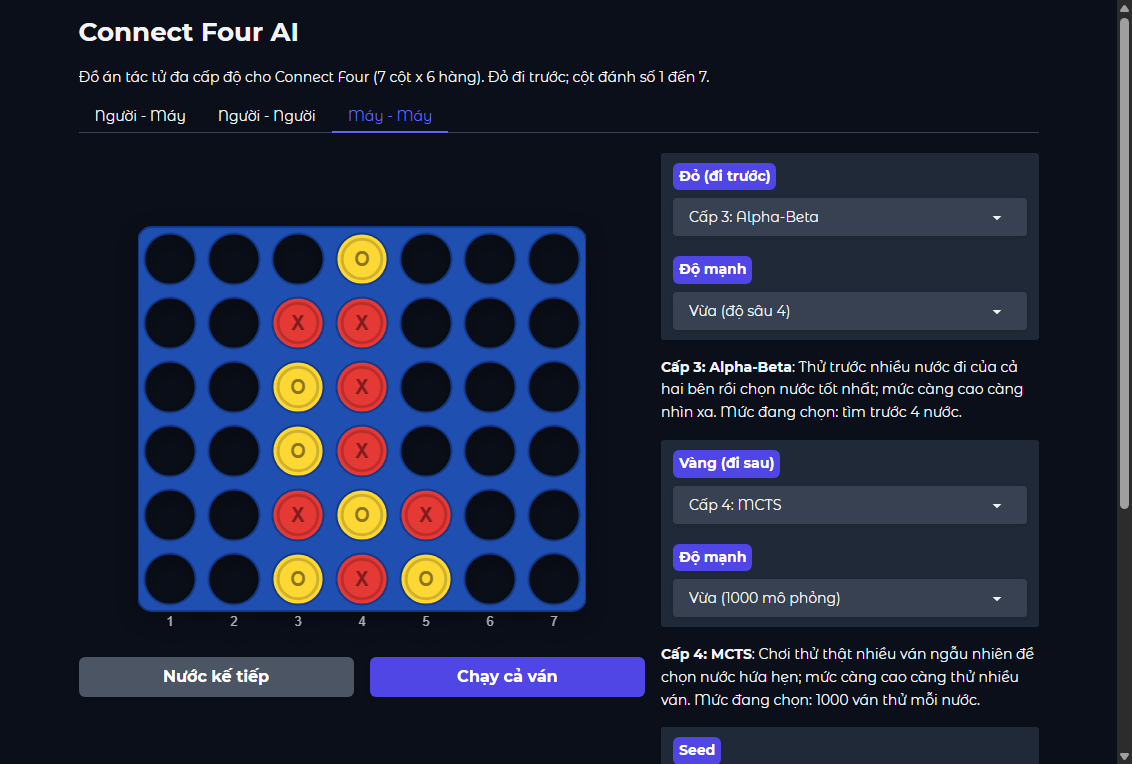 Connect Four AI
Đồ án tác tử đa cấp độ cho Connect Four (7 cột x 6 hàng). Đỏ đi trước; cột đánh số 1 đến 7.
Người - Máy
Người - Người
Máy - Máy
O
X X
O X
O X
X O X
O X O
1 2 3 4 5 6 7
Nước kế tiếp
Chạy cả ván
Đỏ (đi trước)
Cấp 3: Alpha-Beta
Độ mạnh
Vừa (độ sâu 4)
Cấp 3: Alpha-Beta: Thử trước nhiều nước đi của cả
hai bên rồi chọn nước tốt nhất; mức càng cao càng
nhìn xa. Mức đang chọn: tìm trước 4 nước.
Vàng (đi sau)
Cấp 4: MCTS
Độ mạnh
Vừa (1000 mô phỏng)
Cấp 4: MCTS: Chơi thử thật nhiều ván ngẫu nhiên để
chọn nước hứa hẹn; mức càng cao càng thử nhiều
ván. Mức đang chọn: 1000 ván thử mỗi nước.
Seed